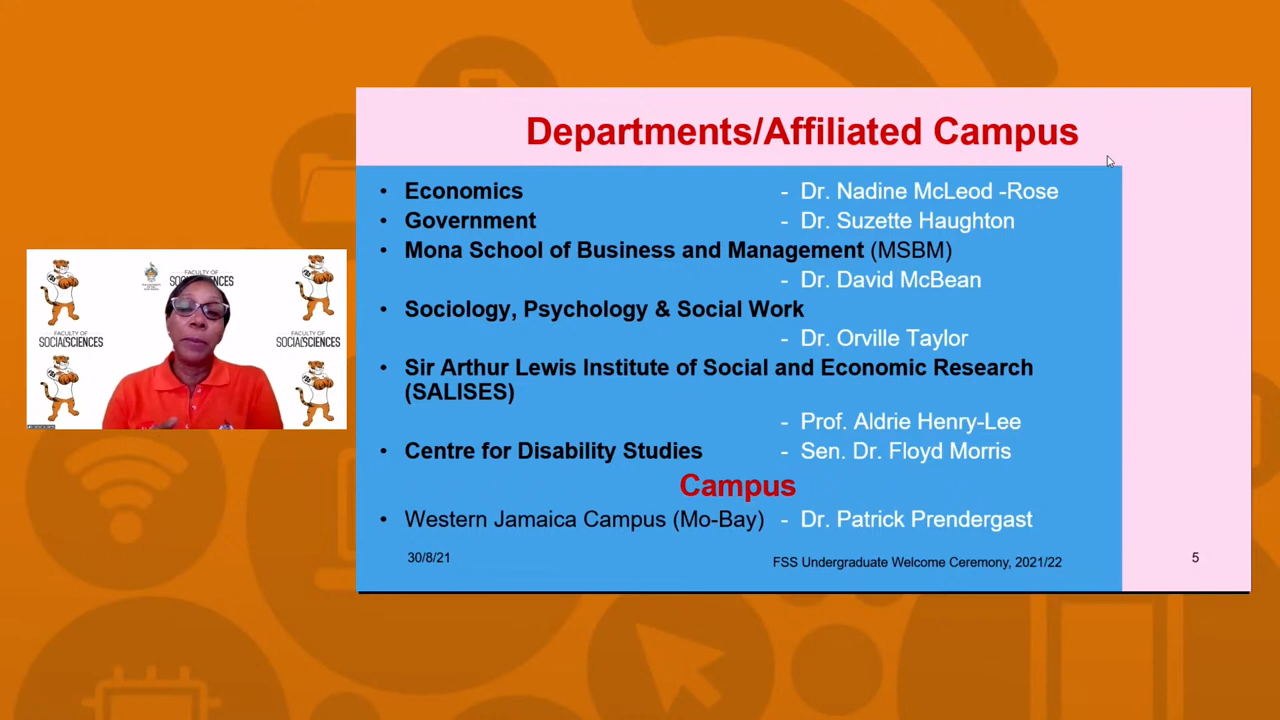 Departments/Affiliated Campus
• Economics - Dr. Nadine McLeod -Rose
• Government - Dr. Suzette Haughton
• Mona School of Business and Management (MSBM)
- Dr. David McBean
• Sociology, Psychology & Social Work
- Dr. Orville Taylor
• Sir Arthur Lewis Institute of Social and Economic Research
(SALISES)
- Prof. Aldrie Henry-Lee
• Centre for Disability Studies - Sen. Dr. Floyd Morris
Campus
• Western Jamaica Campus (Mo-Bay) - Dr. Patrick Prendergast
30/8/21 FSS Undergraduate Welcome Ceremony, 2021/22 5
FACULTY OF
SOCIALSCIENCES
FACULTY OF
SOCIALSCIENCES
FACULTY OF
SOCIALSCIENCES